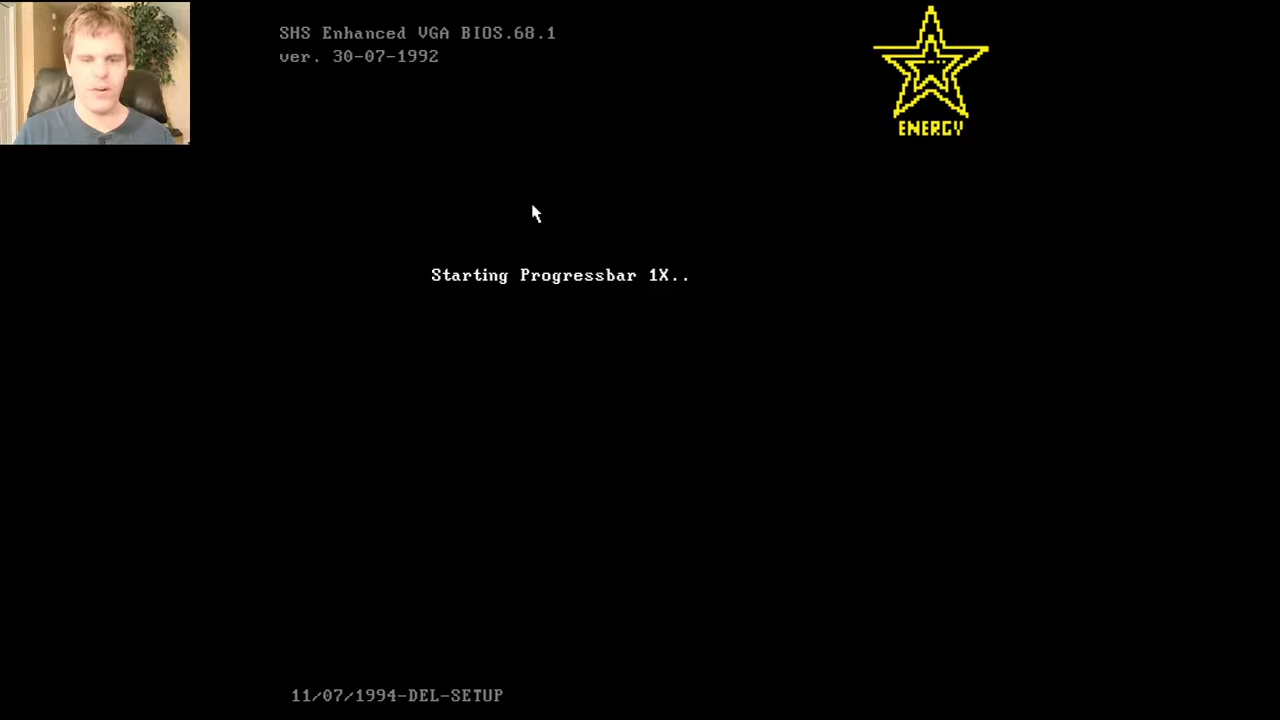 SHS Enhanced VGA BIOS.68.1
ver. 30-07-1992
ENERGY
Starting Progressbar 1X..
11/07/1994-DEL-SETUP